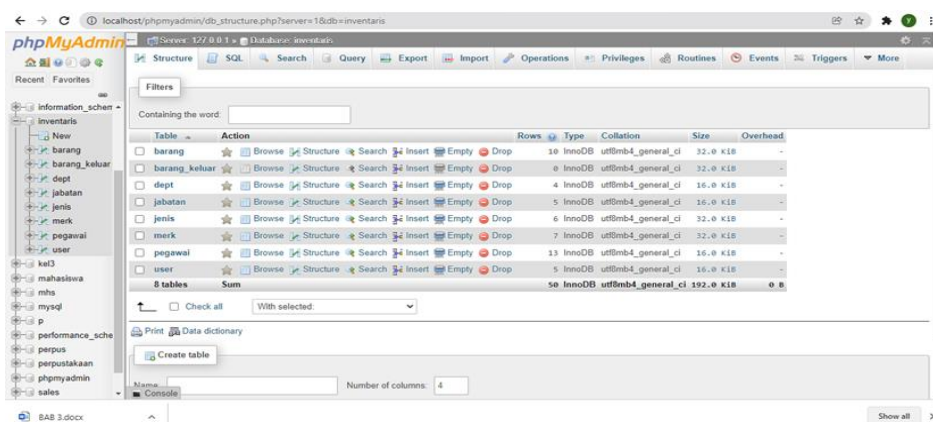 localhost/phpmyadmin/db_structure.php?server=1&db=inventaris
phpMyAdmin
Recent Favorites
information_schem
inventaris
New
barang
barang_keluar
dept
jabatan
jenis
merk
pegawai
user
kel3
mahasiswa
mhs
mysql
p
performance_sche
perpus
perpustakaan
phpmyadmin
sales
Server: 127.0.0.1 » Database: inventaris
Structure SQL Search Query Export Import Operations Privileges Routines Events Triggers More
Filters
Containing the word:
Table Action Rows Type Collation Size Overhead
barang Browse Structure Search Insert Empty Drop 10 InnoDB utf8mb4_general_ci 32.0 KiB -
barang_keluar Browse Structure Search Insert Empty Drop 0 InnoDB utf8mb4_general_ci 32.0 KiB -
dept Browse Structure Search Insert Empty Drop 4 InnoDB utf8mb4_general_ci 16.0 KiB -
jabatan Browse Structure Search Insert Empty Drop 5 InnoDB utf8mb4_general_ci 16.0 KiB -
jenis Browse Structure Search Insert Empty Drop 6 InnoDB utf8mb4_general_ci 32.0 KiB -
merk Browse Structure Search Insert Empty Drop 7 InnoDB utf8mb4_general_ci 32.0 KiB -
pegawai Browse Structure Search Insert Empty Drop 13 InnoDB utf8mb4_general_ci 16.0 KiB -
user Browse Structure Search Insert Empty Drop 5 InnoDB utf8mb4_general_ci 16.0 KiB -
8 tables Sum 50 InnoDB utf8mb4_general_ci 192.0 KiB 0 B
Check all With selected:
Print Data dictionary
Create table
Name: Number of columns: 4
Console
BAB 3.docx Show all